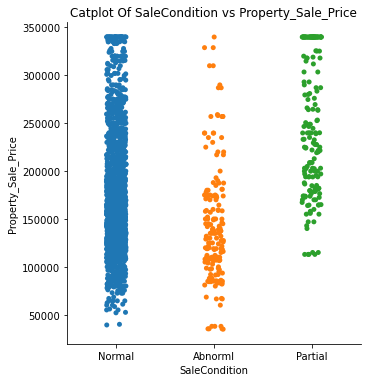 Catplot Of SaleCondition vs Property_Sale_Price
350000
300000
250000
200000
150000
100000
50000
Property_Sale_Price
Normal
Abnorml
Partial
SaleCondition